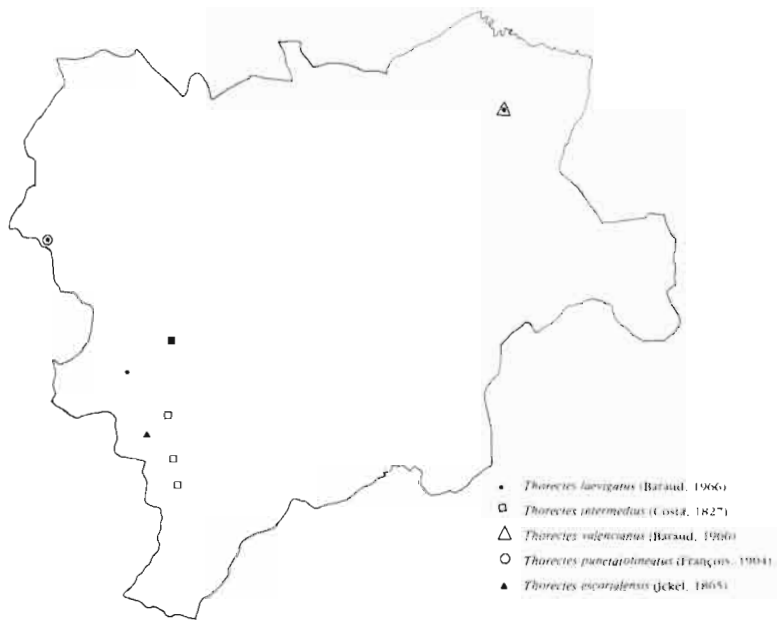 Thorectes laevigatus (Baraud, 1966)
Thorectes intermedius (Costa, 1827)
Thorectes valencianus (Baraud, 1966)
Thorectes punctatolineatus (François, 1904)
Thorectes escorialensis (Jekel, 1865)